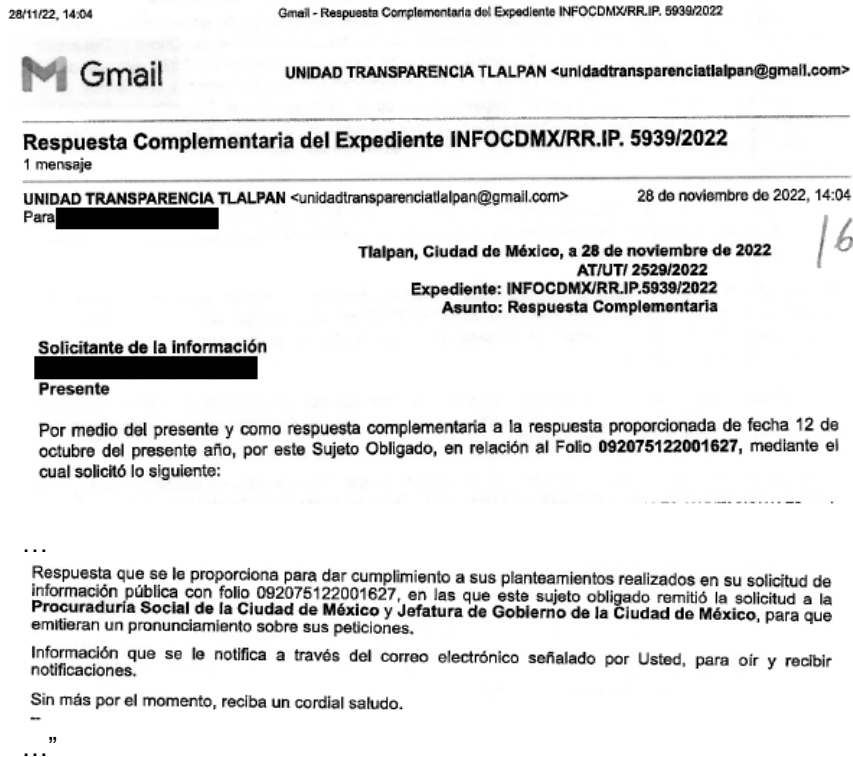 28/11/22, 14:04 Gmail - Respuesta Complementaria del Expediente INFOCDMX/RR.IP. 5939/2022
Gmail
UNIDAD TRANSPARENCIA TLALPAN <unidadtransparenciatlalpan@gmail.com>
Respuesta Complementaria del Expediente INFOCDMX/RR.IP. 5939/2022
1 mensaje
UNIDAD TRANSPARENCIA TLALPAN <unidadtransparenciatlalpan@gmail.com> 28 de noviembre de 2022, 14:04
Para
16
Tlalpan, Ciudad de México, a 28 de noviembre de 2022
AT/UT/ 2529/2022
Expediente: INFOCDMX/RR.IP.5939/2022
Asunto: Respuesta Complementaria
Solicitante de la información
Presente
Por medio del presente y como respuesta complementaria a la respuesta proporcionada de fecha 12 de
octubre del presente año, por este Sujeto Obligado, en relación al Folio 092075122001627, mediante el
cual solicitó lo siguiente:
...
Respuesta que se le proporciona para dar cumplimiento a sus planteamientos realizados en su solicitud de
información pública con folio 092075122001627, en las que este sujeto obligado remitió la solicitud a la
Procuraduría Social de la Ciudad de México y Jefatura de Gobierno de la Ciudad de México, para que
emitieran un pronunciamiento sobre sus peticiones.
Información que se le notifica a través del correo electrónico señalado por Usted, para oír y recibir
notificaciones.
Sin más por el momento, reciba un cordial saludo.
--
..."